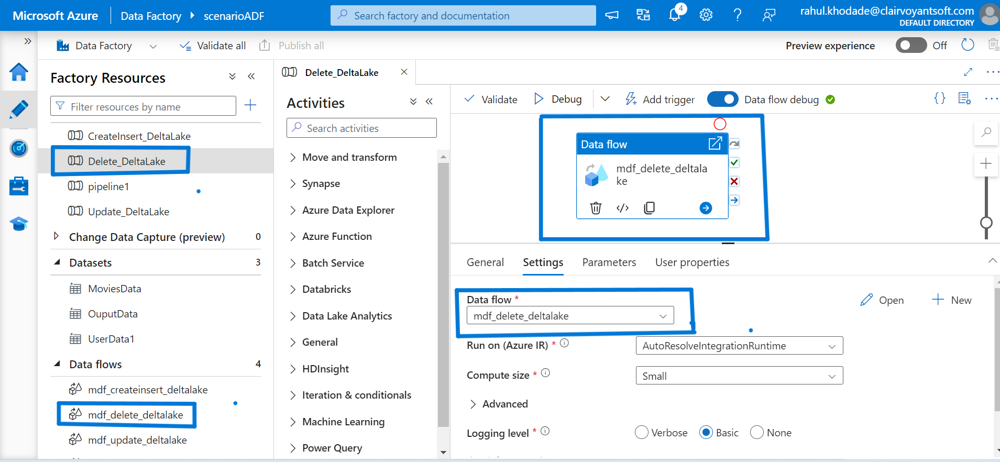 Microsoft Azure
Data Factory
scenarioADF
Search factory and documentation
4
rahul.khodade@clairvoyantsoft.com
DEFAULT DIRECTORY
Data Factory
Validate all
Publish all
Preview experience
Off
Factory Resources
Filter resources by name
CreateInsert_DeltaLake
Delete_DeltaLake
pipeline1
Update_DeltaLake
Change Data Capture (preview) 0
Datasets 3
MoviesData
OuputData
UserData1
Data flows 4
mdf_createinsert_deltalake
mdf_delete_deltalake
mdf_update_deltalake
Delete_DeltaLake
Activities
Search activities
Move and transform
Synapse
Azure Data Explorer
Azure Function
Batch Service
Databricks
Data Lake Analytics
General
HDInsight
Iteration & conditionals
Machine Learning
Power Query
Validate
Debug
Add trigger
Data flow debug
Data flow
mdf_delete_deltala
ke
General
Settings
Parameters
User properties
Data flow *
mdf_delete_deltalake
Open
New
Run on (Azure IR) *
AutoResolveIntegrationRuntime
Compute size *
Small
Advanced
Logging level *
Verbose
Basic
None